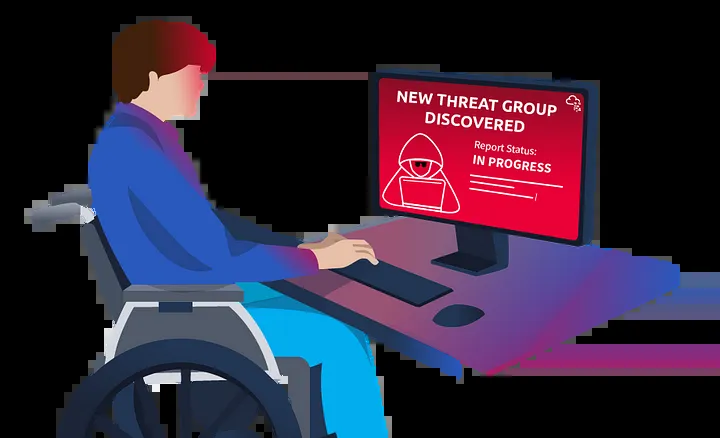 NEW THREAT GROUP
DISCOVERED
Report Status:
IN PROGRESS